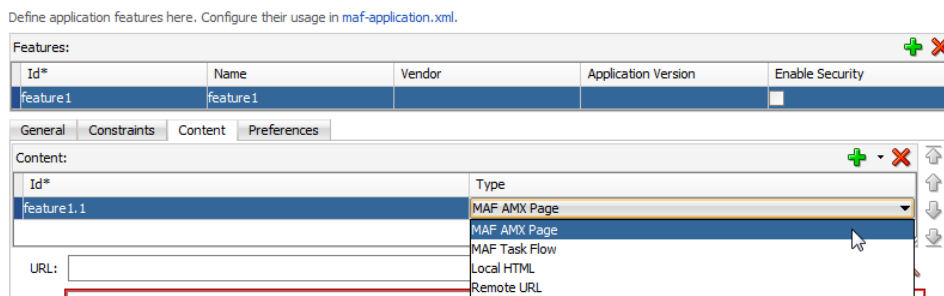 Define application features here. Configure their usage in maf-application.xml.
Features:
Id* Name Vendor Application Version Enable Security
feature1 feature1
General Constraints Content Preferences
Content:
Id* Type
feature1.1 MAF AMX Page
MAF AMX Page
MAF Task Flow
Local HTML
URL:
Remote URL